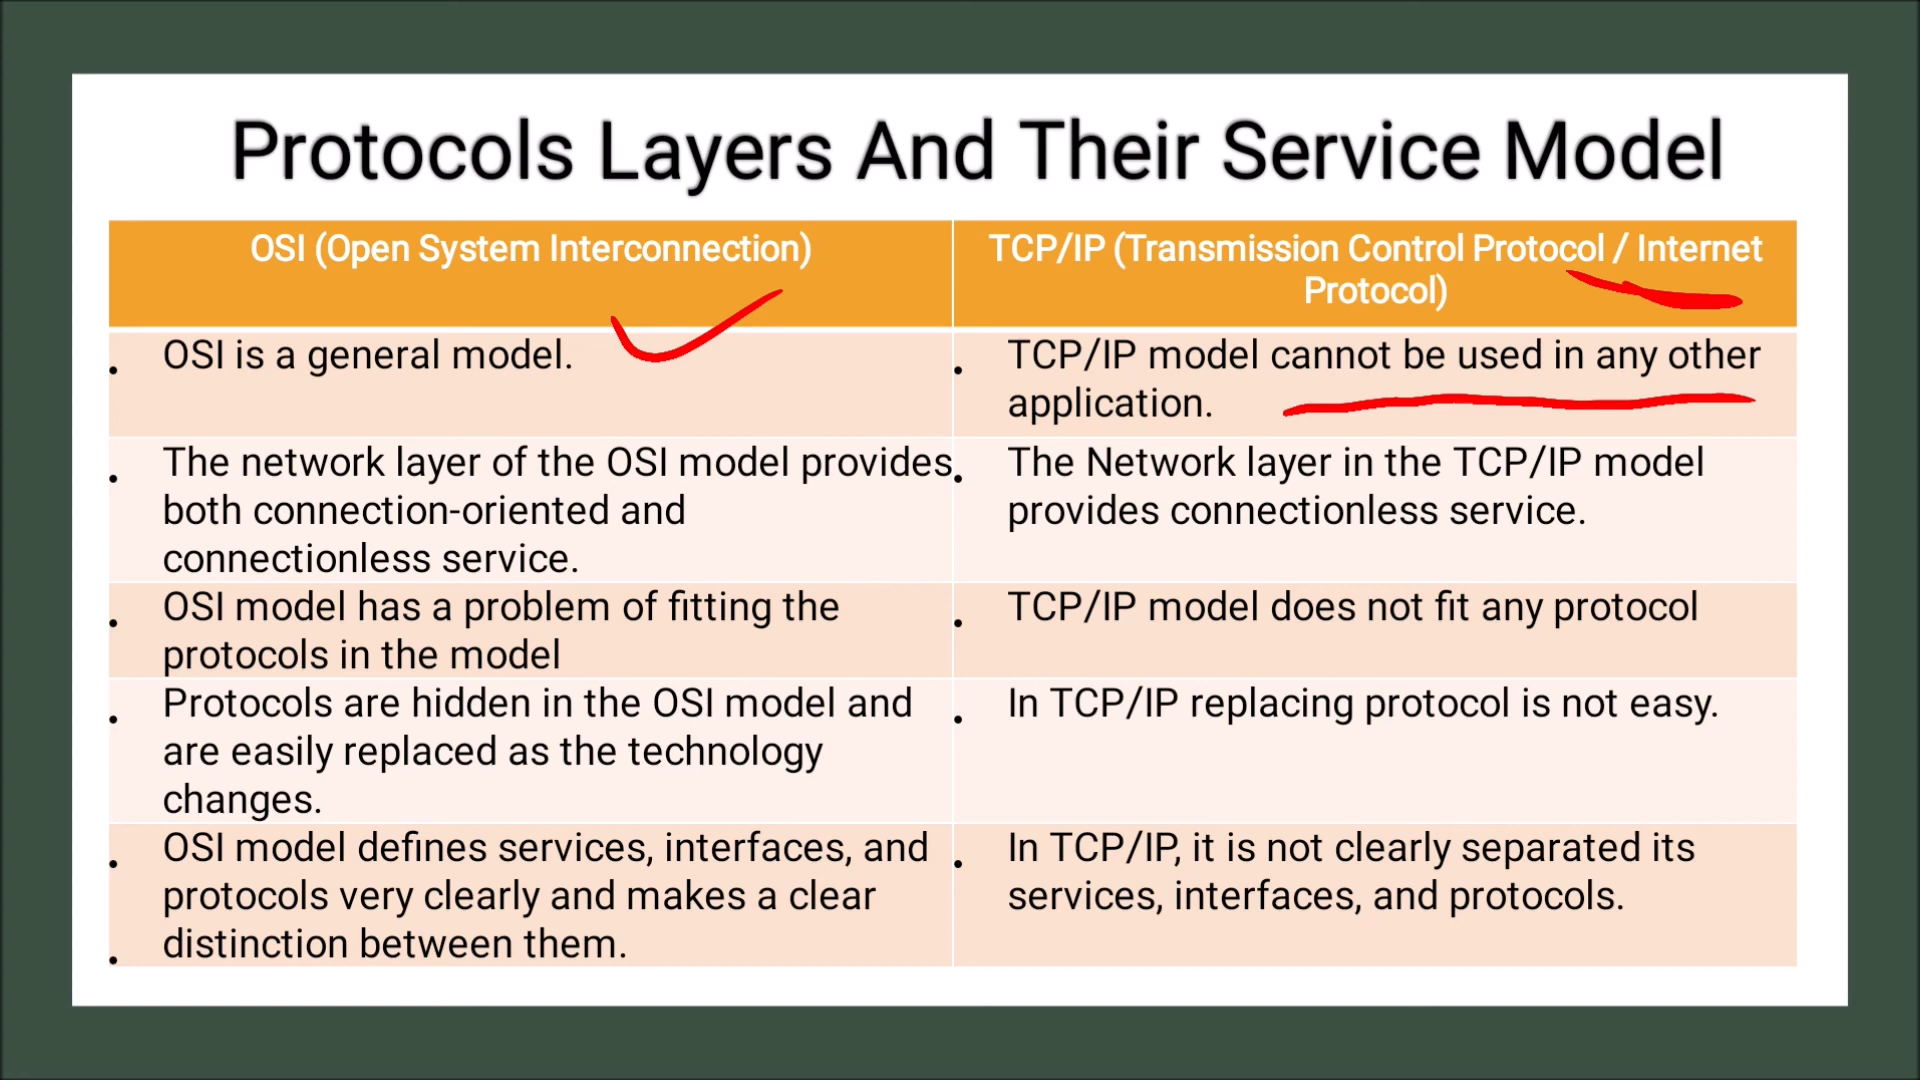 Protocols Layers And Their Service Model
OSI (Open System Interconnection)
TCP/IP (Transmission Control Protocol / Internet
Protocol)
• OSI is a general model.
• TCP/IP model cannot be used in any other
application.
• The network layer of the OSI model provides
both connection-oriented and
connectionless service.
• The Network layer in the TCP/IP model
provides connectionless service.
• OSI model has a problem of fitting the
protocols in the model
• TCP/IP model does not fit any protocol
• Protocols are hidden in the OSI model and
are easily replaced as the technology
changes.
• In TCP/IP replacing protocol is not easy.
• OSI model defines services, interfaces, and
protocols very clearly and makes a clear
distinction between them.
•
• In TCP/IP, it is not clearly separated its
services, interfaces, and protocols.